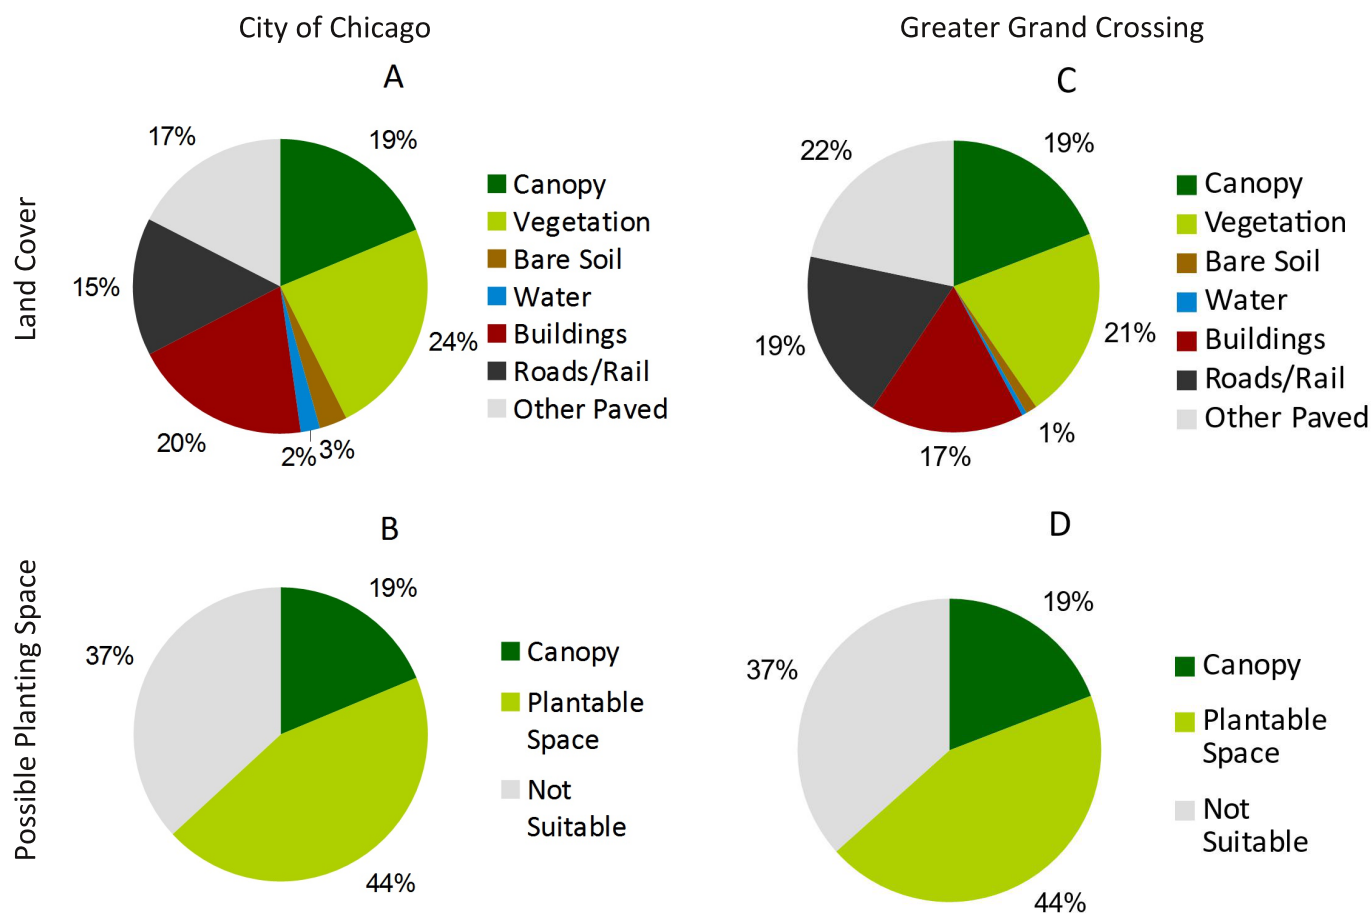 City of Chicago
Greater Grand Crossing
Land Cover
A
17%
19%
15%
24%
20%
2%
3%
Canopy
Vegetation
Bare Soil
Water
Buildings
Roads/Rail
Other Paved
C
22%
19%
19%
21%
17%
1%
Canopy
Vegetation
Bare Soil
Water
Buildings
Roads/Rail
Other Paved
Possible Planting Space
B
19%
37%
44%
Canopy
Plantable
Space
Not
Suitable
D
19%
37%
44%
Canopy
Plantable
Space
Not
Suitable